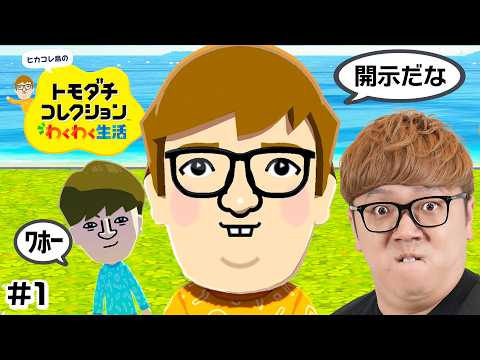 ヒカコレ島の
トモダチ
コレクション
わくわく生活
開示だな
ワホー
#1